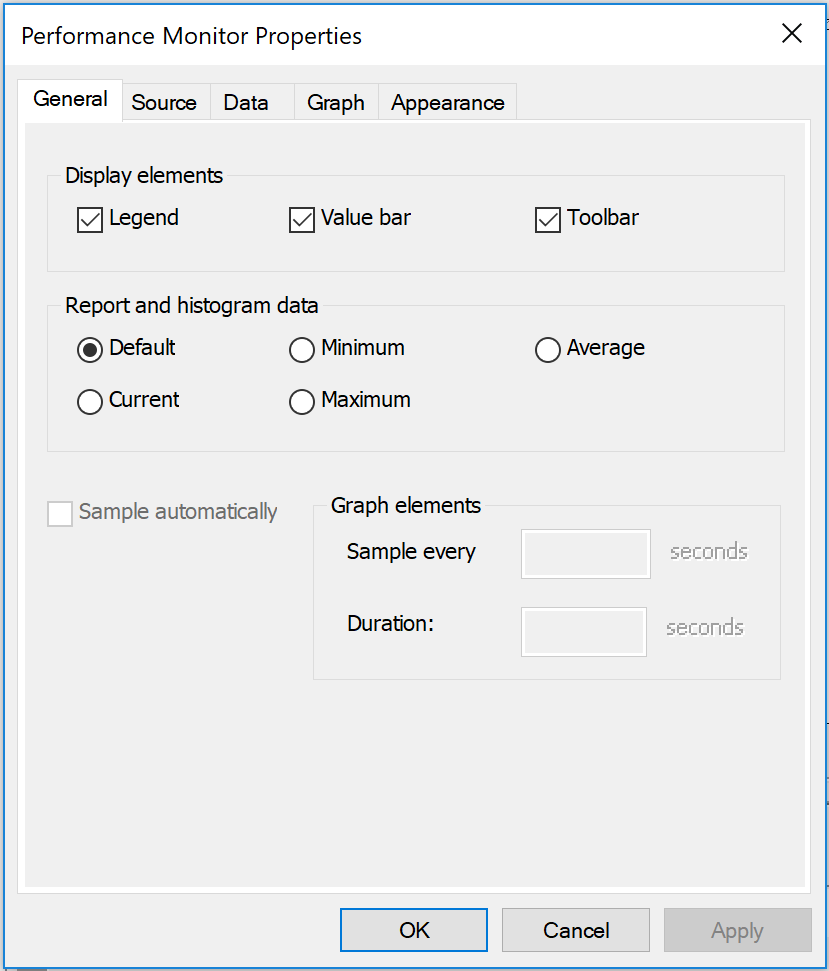 Performance Monitor Properties
General Source Data Graph Appearance
Display elements
Legend Value bar Toolbar
Report and histogram data
Default Minimum Average
Current Maximum
Sample automatically
Graph elements
Sample every seconds
Duration: seconds
OK Cancel Apply